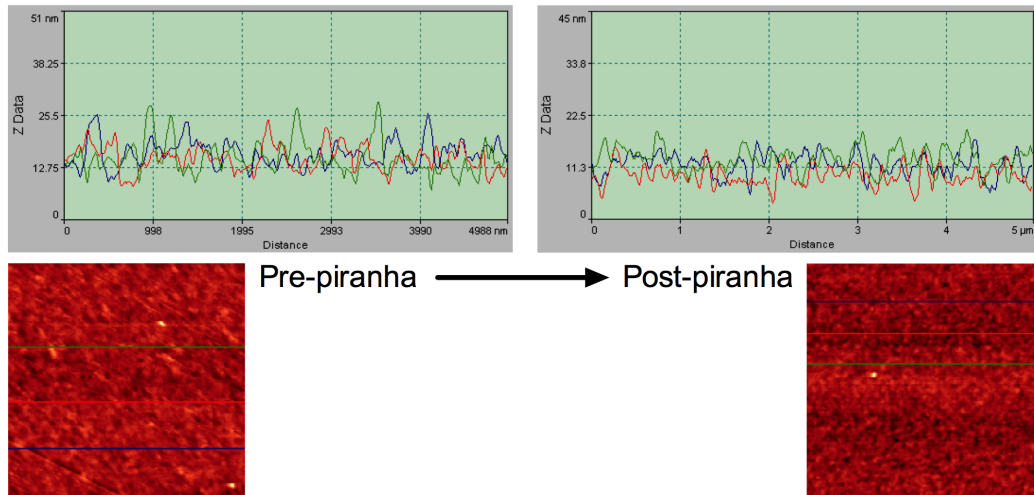 51 nm
38.25
25.5
12.75
0
Z Data
0 998 1995 2993 3990 4988 nm
Distance
45 nm
33.8
22.5
11.3
0
Z Data
0 1 2 3 4 5 µm
Distance
Pre-piranha Post-piranha